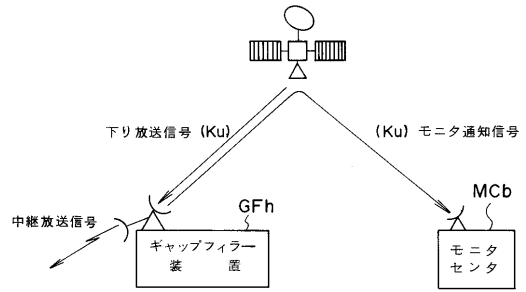 下り放送信号 (Ku)
(Ku) モニタ通知信号
中継放送信号
GFh
MCb
ギャップフィラー
装 置
モニタ
センタ